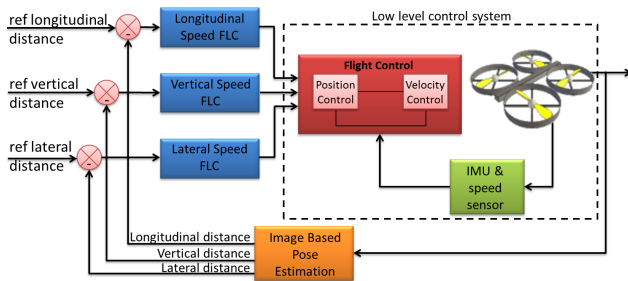 ref longitudinal
distance
Longitudinal
Speed FLC
Low level control system
Flight Control
Position
Control
Velocity
Control
ref vertical
distance
Vertical Speed
FLC
ref lateral
distance
Lateral Speed
FLC
IMU &
speed
sensor
Longitudinal distance
Vertical distance
Lateral distance
Image Based
Pose
Estimation